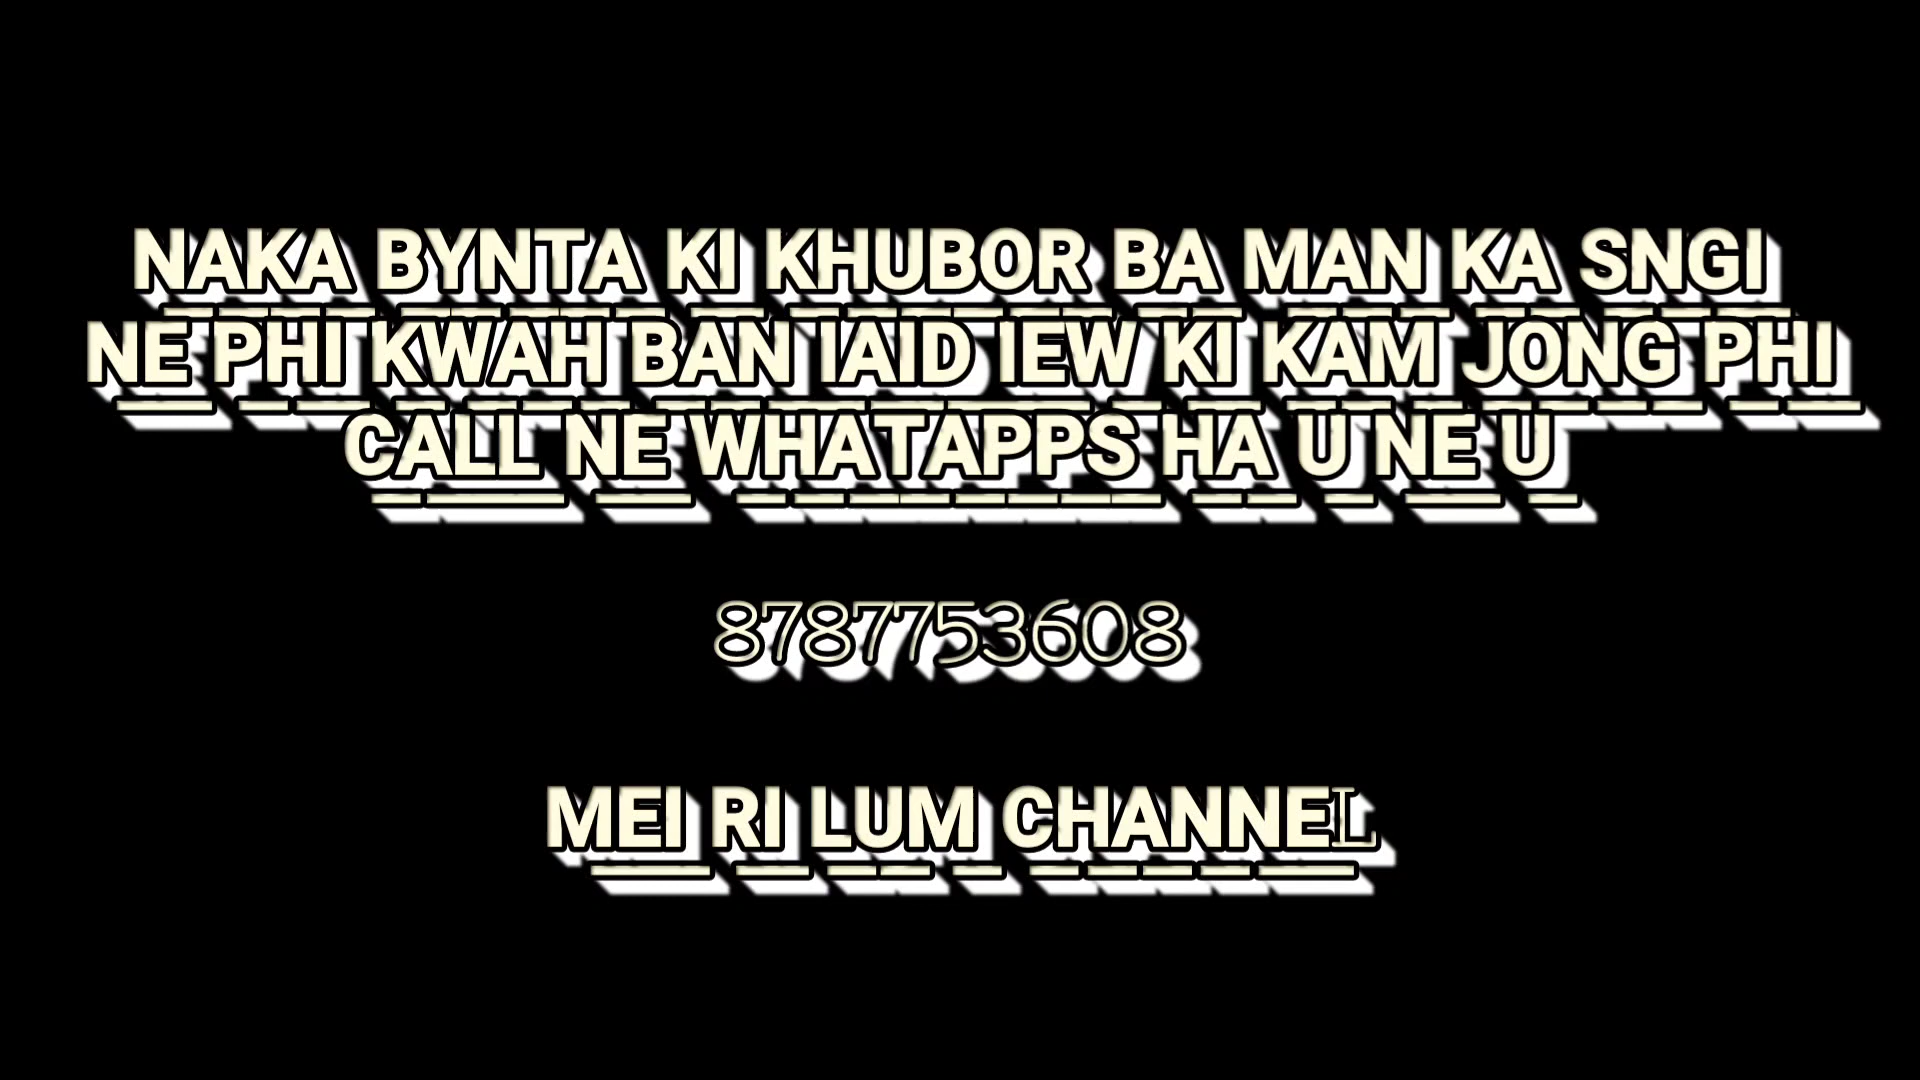 NAKA BYNTA KI KHUBOR BA MAN KA SNGI
NE PHI KWAH BAN IAID IEW KI KAM JONG PHI
CALL NE WHATAPPS HA U NE U
8787753608
MEI RI LUM CHANNEL